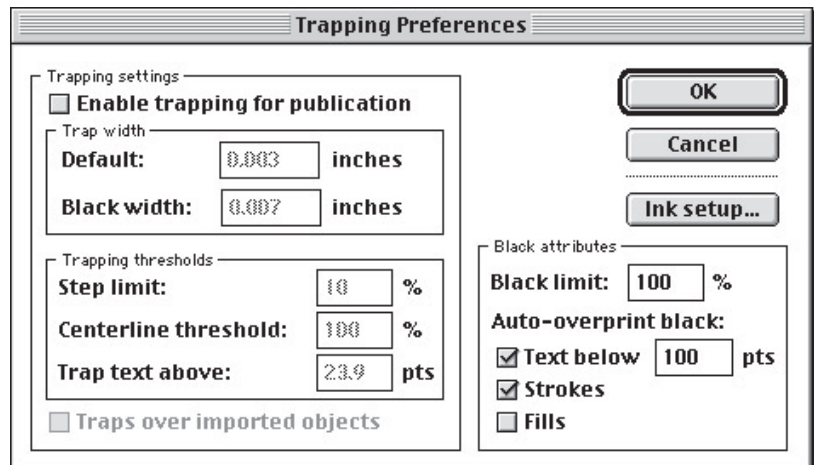 Trapping Preferences
Trapping settings
Enable trapping for publication
Trap width
Default: 0.003 inches
Black width: 0.007 inches
Trapping thresholds
Step limit: 10 %
Centerline threshold: 100 %
Trap text above: 23.9 pts
Traps over imported objects
OK
Cancel
Ink setup...
Black attributes
Black limit: 100 %
Auto-overprint black:
Text below 100 pts
Strokes
Fills